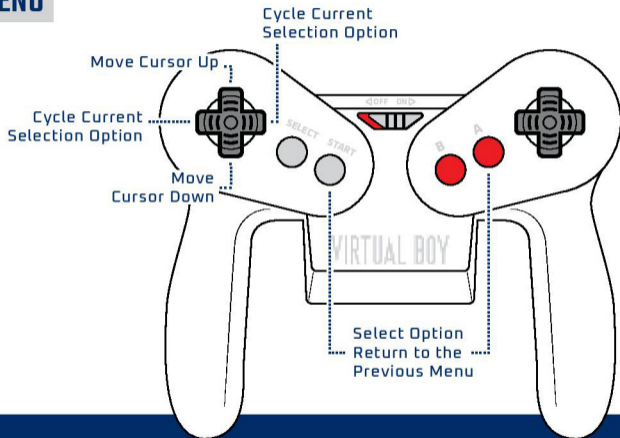 MENU
Cycle Current
Selection Option
Move Cursor Up
◁OFF ON▷
Cycle Current
Selection Option
SELECT
START
B
A
Move
Cursor Down
VIRTUAL BOY
Select Option
Return to the
Previous Menu